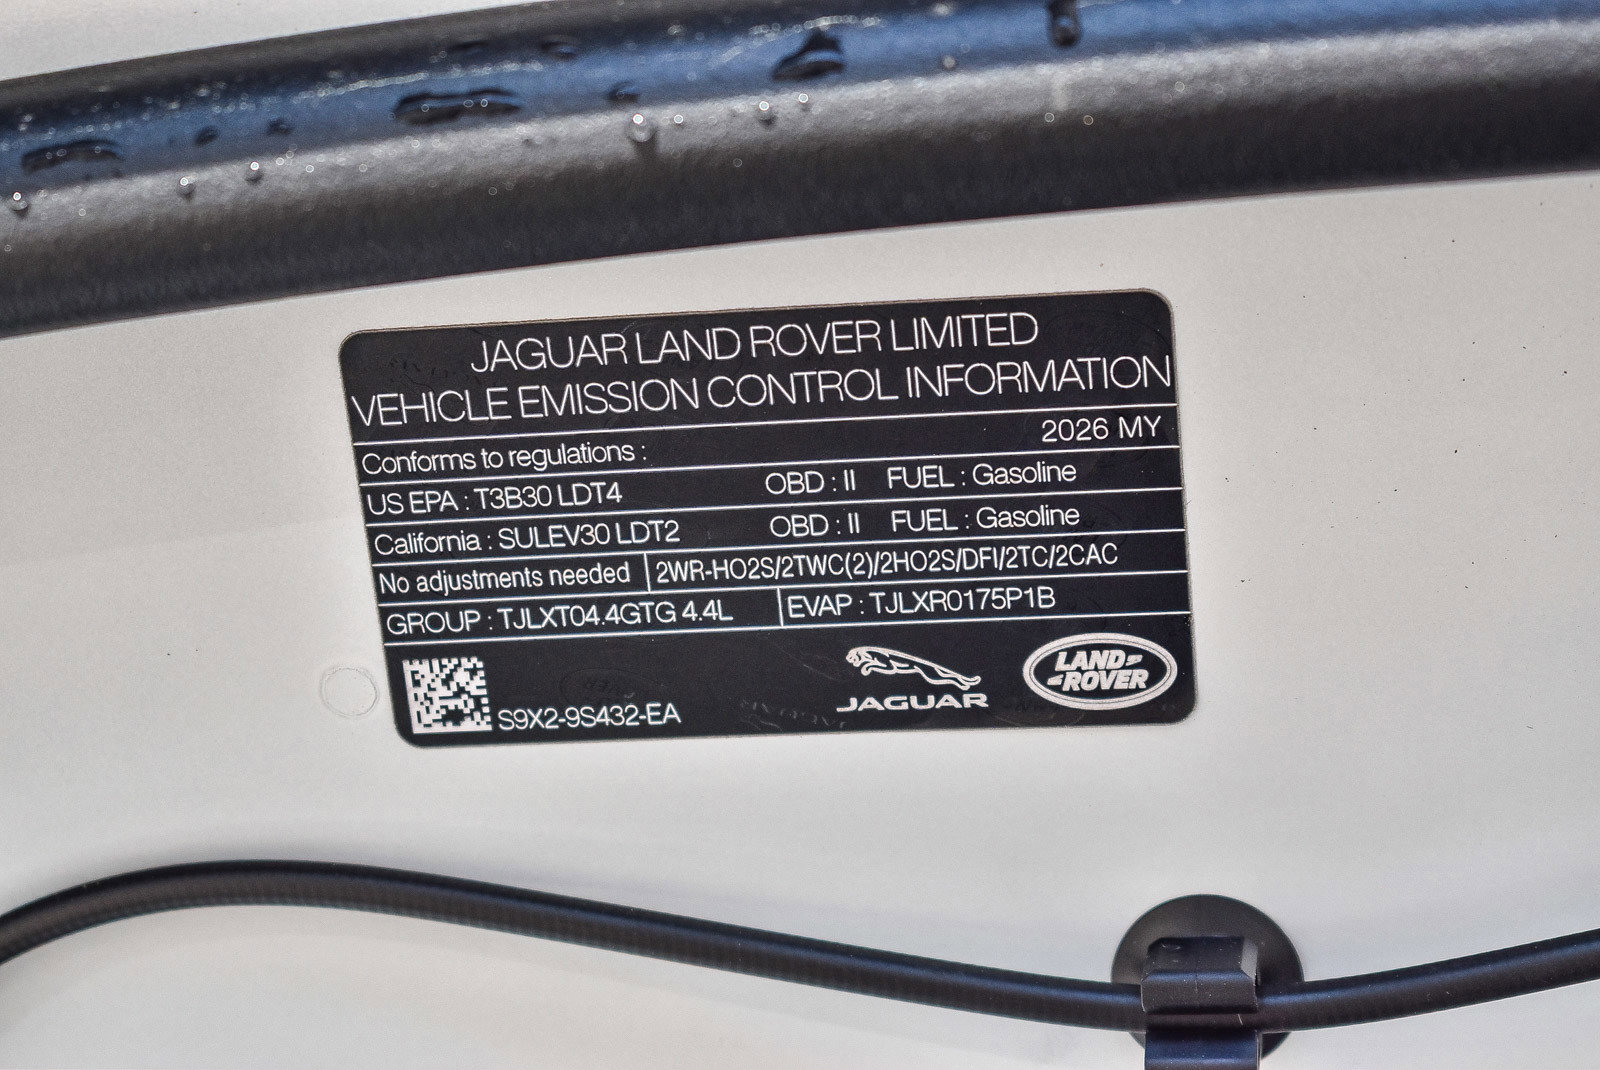 JAGUAR LAND ROVER LIMITED
VEHICLE EMISSION CONTROL INFORMATION
2026 MY
Conforms to regulations :
US EPA : T3B30 LDT4 OBD : II FUEL : Gasoline
California : SULEV30 LDT2 OBD : II FUEL : Gasoline
No adjustments needed 2WR-HO2S/2TWC(2)/2HO2S/DFI/2TC/2CAC
GROUP : TJLXT04.4GTG 4.4L EVAP : TJLXR0175P1B
S9X2-9S432-EA
JAGUAR
LAND
ROVER